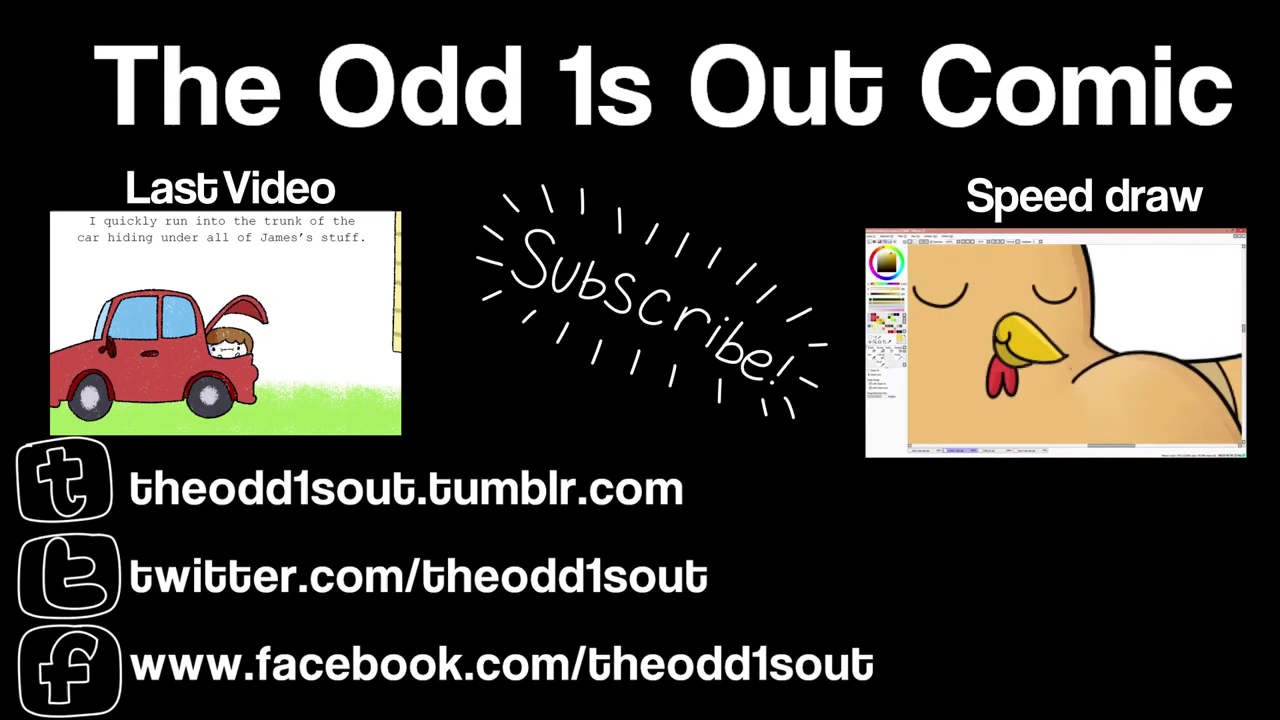 The Odd 1s Out Comic
Last Video
Speed draw
I quickly run into the trunk of the
car hiding under all of James's stuff.
Subscribe!
t theodd1sout.tumblr.com
t twitter.com/theodd1sout
f www.facebook.com/theodd1sout